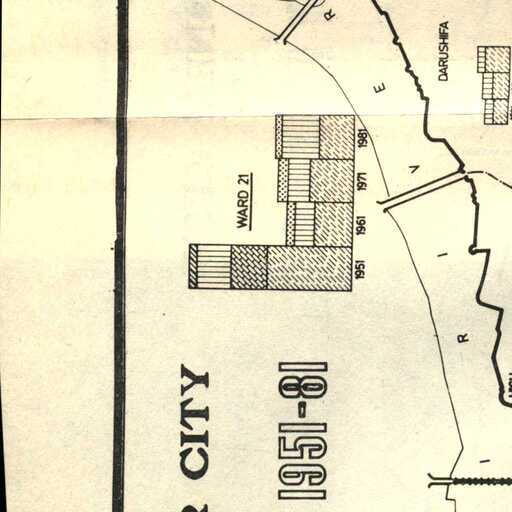 R CITY
1951-81
WARD 21
1951 1961 1971 1981
R I V E R
DARUSHIFA
I